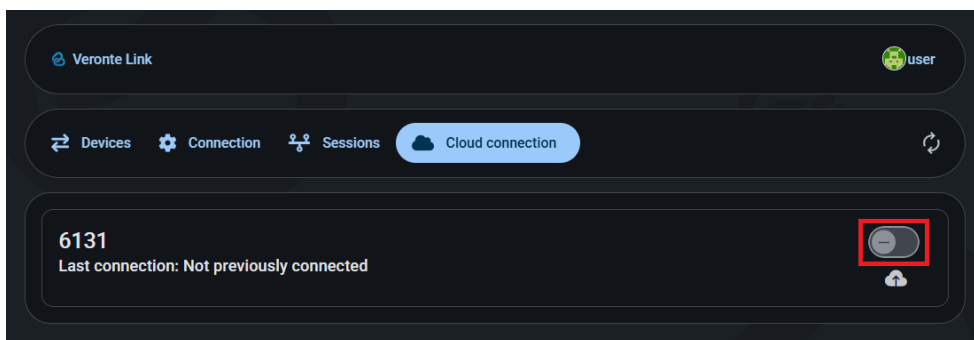 Veronte Link
user
Devices
Connection
Sessions
Cloud connection
6131
Last connection: Not previously connected